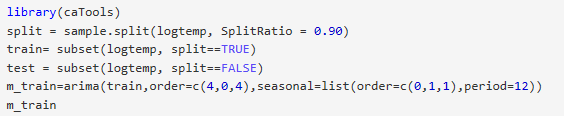 library(caTools)
split = sample.split(logtemp, SplitRatio = 0.90)
train= subset(logtemp, split==TRUE)
test = subset(logtemp, split==FALSE)
m_train=arima(train,order=c(4,0,4),seasonal=list(order=c(0,1,1),period=12))
m_train